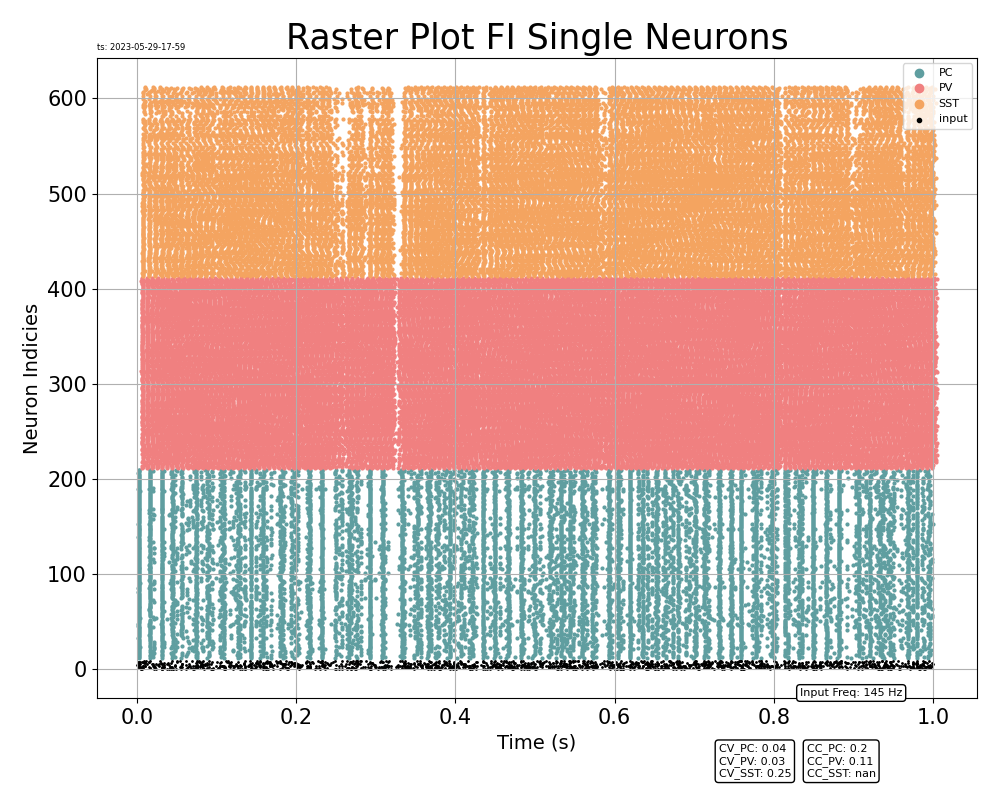 Raster Plot FI Single Neurons
ts: 2023-05-29-17-59
PC
PV
SST
input
600
500
400
300
200
100
0
Neuron Indicies
0.0 0.2 0.4 0.6 0.8 1.0
Time (s)
Input Freq: 145 Hz
CV_PC: 0.04
CV_PV: 0.03
CV_SST: 0.25
CC_PC: 0.2
CC_PV: 0.11
CC_SST: nan